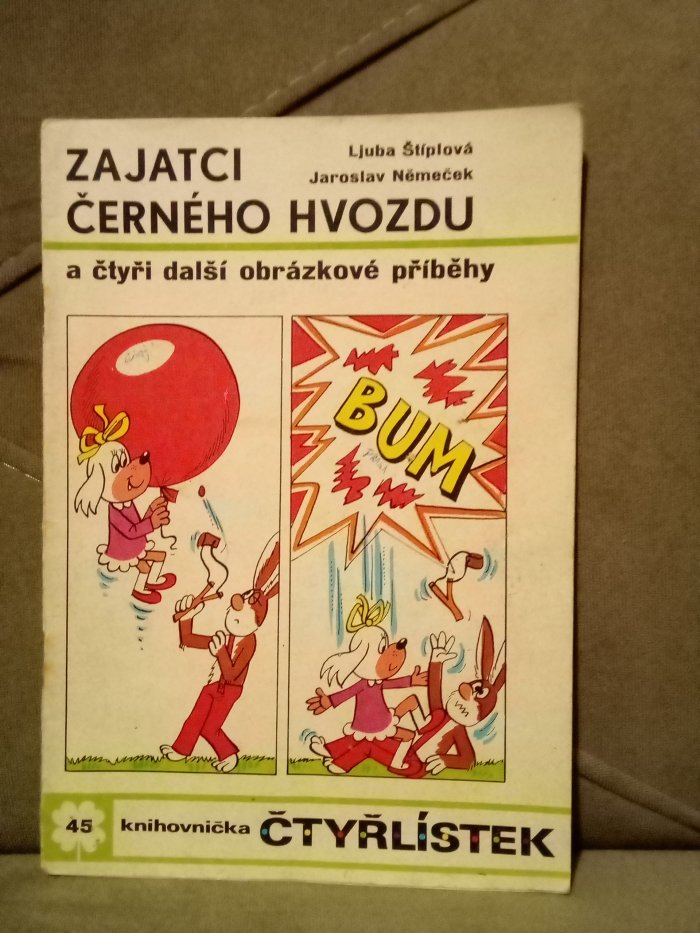 ZAJATCI
Ljuba Štíplová
Jaroslav Němeček
ČERNÉHO HVOZDU
a čtyři další obrázkové příběhy
BUM
45 knihovnička ČTYŘLÍSTEK